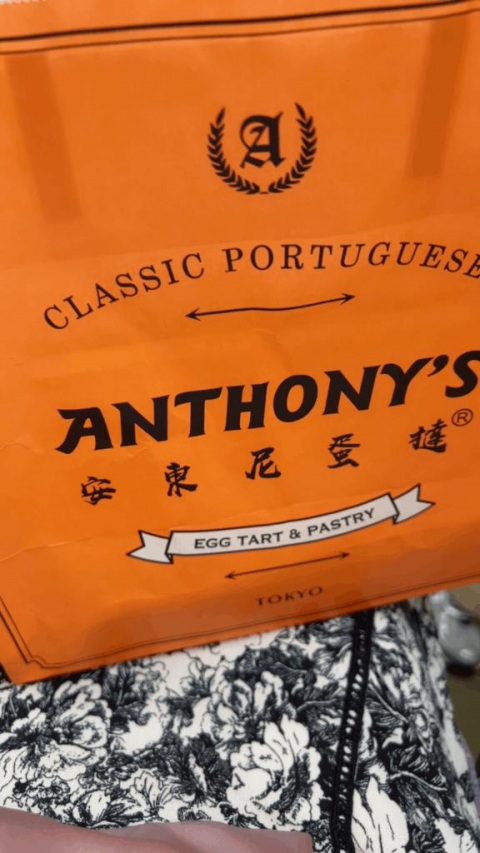 A
CLASSIC PORTUGUESE
ANTHONY'S
安東尼蛋撻®
EGG TART & PASTRY
TOKYO